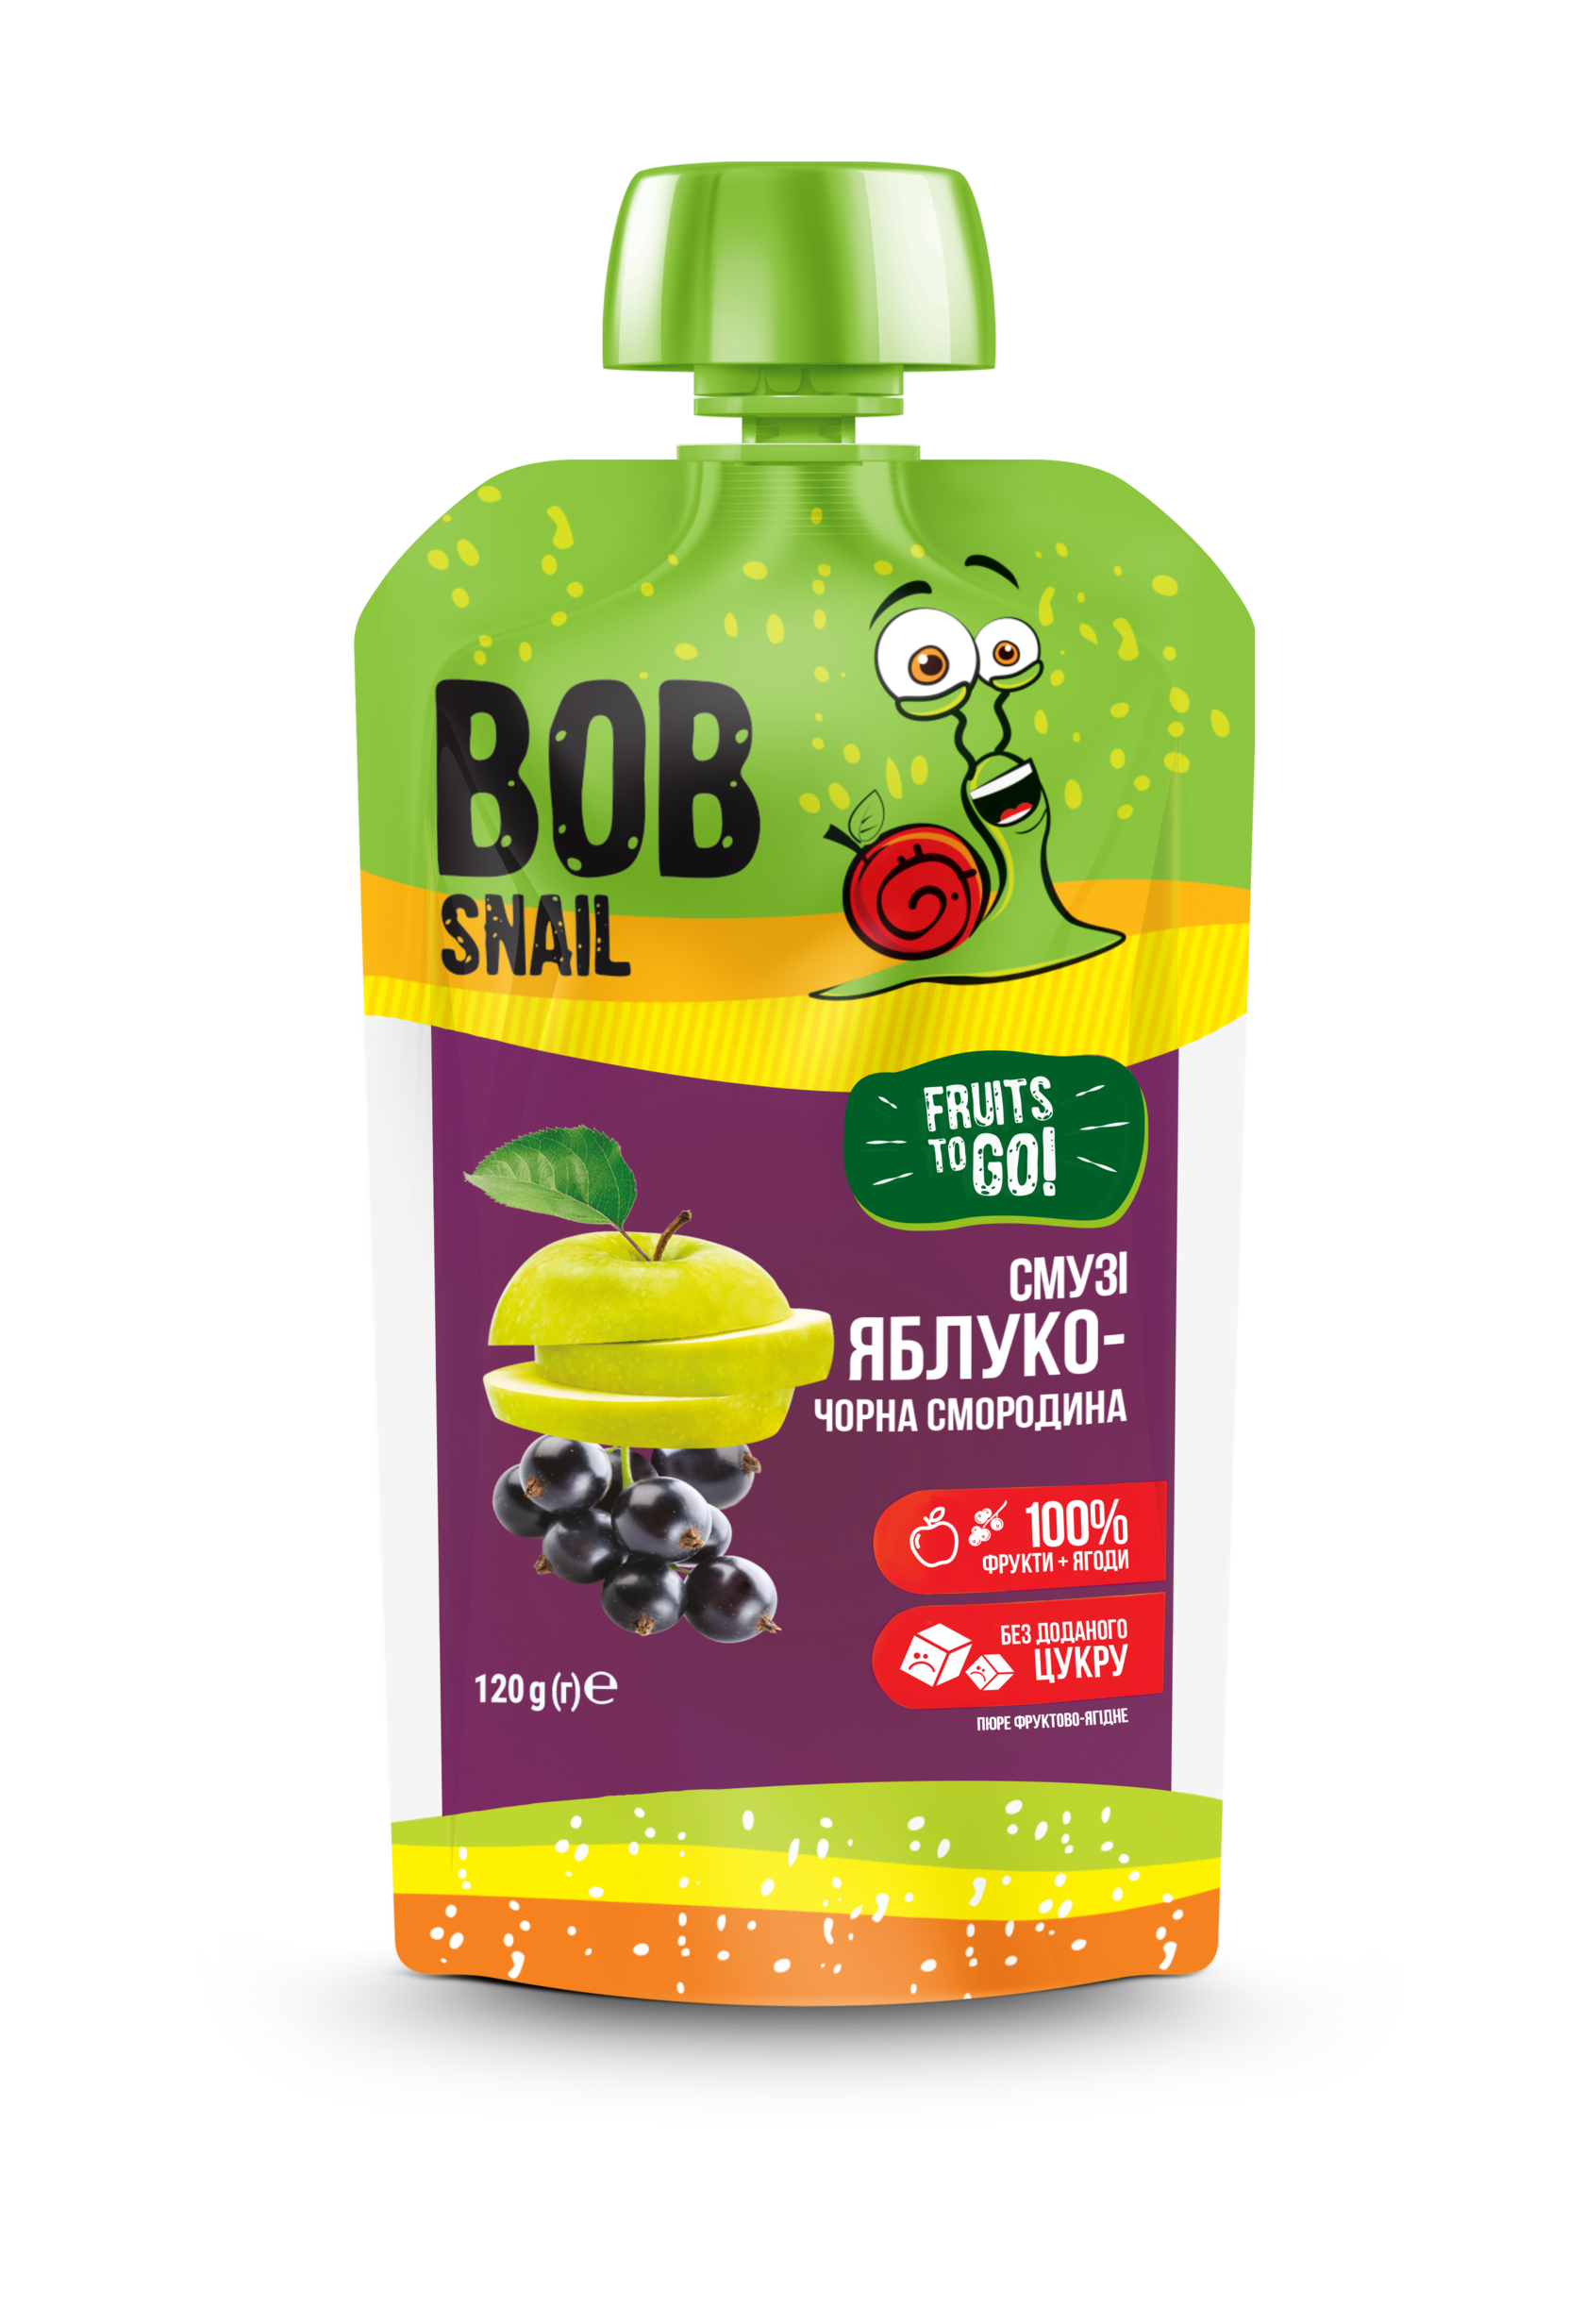 BOB
SNAIL
FRUITS
TO GO!
СМУЗІ
ЯБЛУКО-
ЧОРНА СМОРОДИНА
100%
ФРУКТИ + ЯГОДИ
БЕЗ ДОДАНОГО
ЦУКРУ
ПЮРЕ ФРУКТОВО-ЯГІДНЕ
120 g (г) ℮